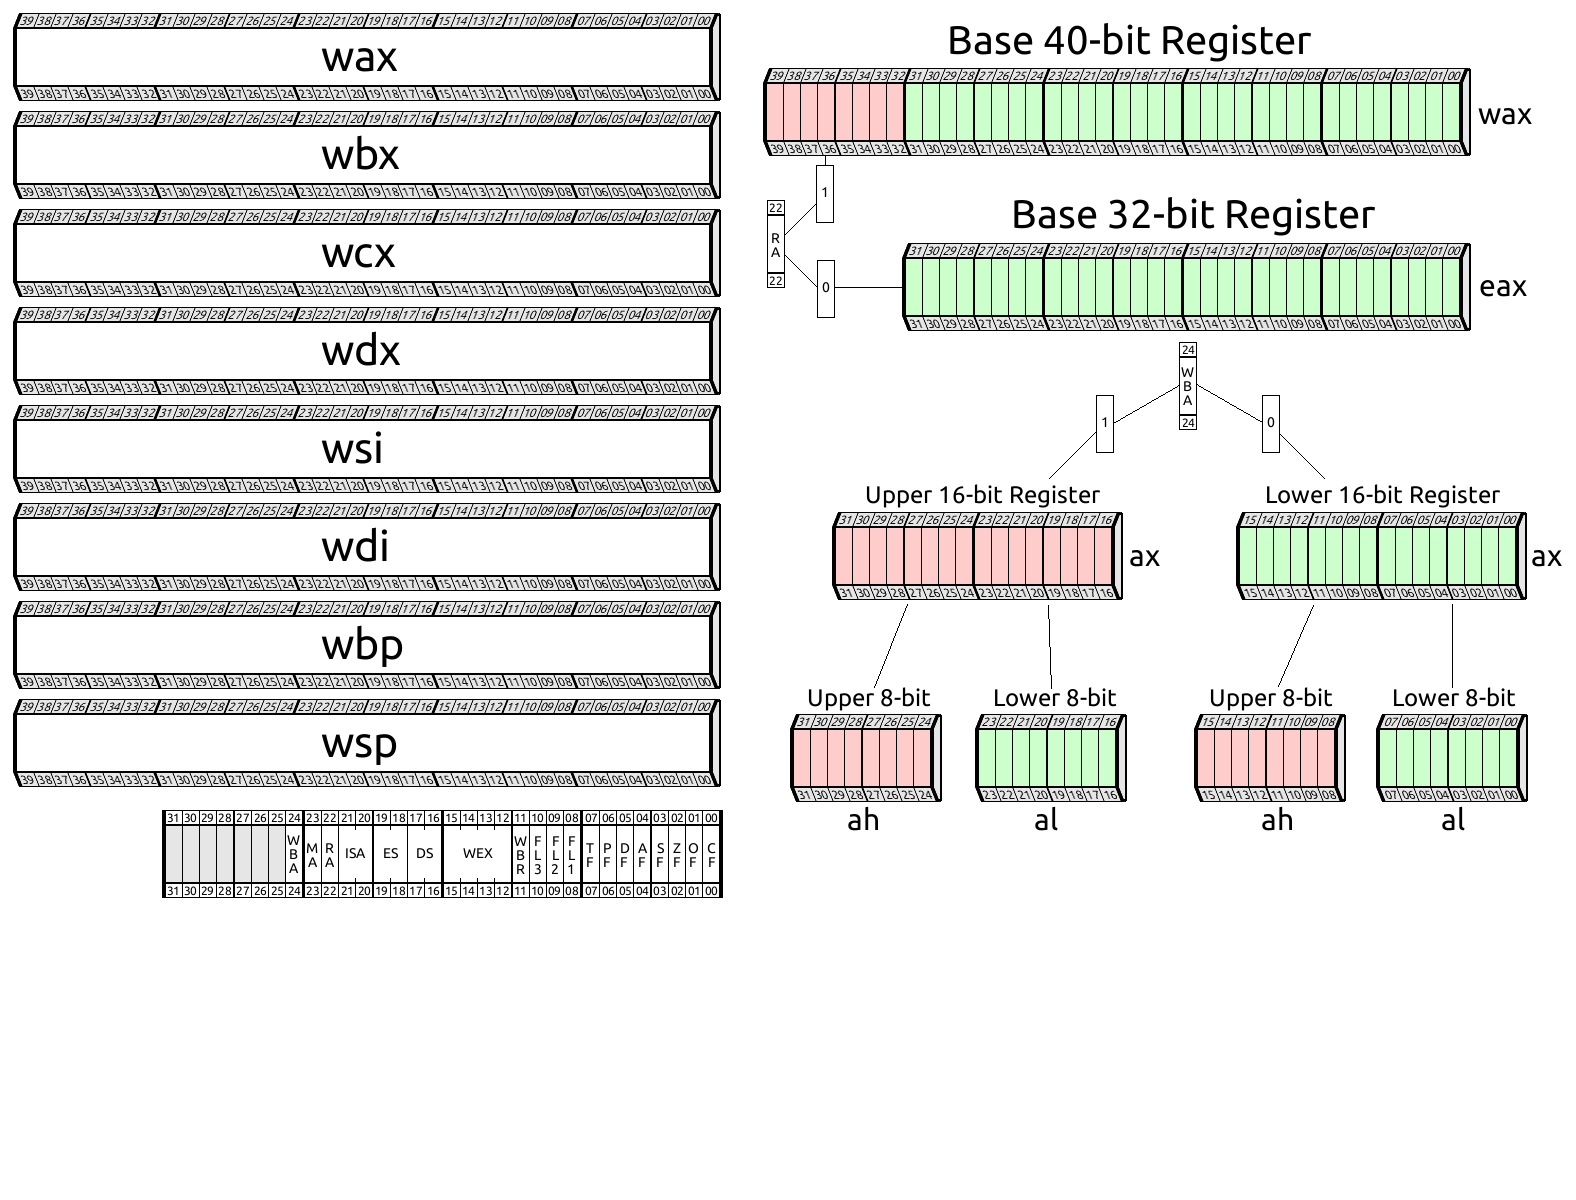 39 38 37 36 35 34 33 32 31 30 29 28 27 26 25 24 23 22 21 20 19 18 17 16 15 14 13 12 11 10 09 08 07 06 05 04 03 02 01 00
wax
39 38 37 36 35 34 33 32 31 30 29 28 27 26 25 24 23 22 21 20 19 18 17 16 15 14 13 12 11 10 09 08 07 06 05 04 03 02 01 00
39 38 37 36 35 34 33 32 31 30 29 28 27 26 25 24 23 22 21 20 19 18 17 16 15 14 13 12 11 10 09 08 07 06 05 04 03 02 01 00
wbx
39 38 37 36 35 34 33 32 31 30 29 28 27 26 25 24 23 22 21 20 19 18 17 16 15 14 13 12 11 10 09 08 07 06 05 04 03 02 01 00
39 38 37 36 35 34 33 32 31 30 29 28 27 26 25 24 23 22 21 20 19 18 17 16 15 14 13 12 11 10 09 08 07 06 05 04 03 02 01 00
wcx
39 38 37 36 35 34 33 32 31 30 29 28 27 26 25 24 23 22 21 20 19 18 17 16 15 14 13 12 11 10 09 08 07 06 05 04 03 02 01 00
39 38 37 36 35 34 33 32 31 30 29 28 27 26 25 24 23 22 21 20 19 18 17 16 15 14 13 12 11 10 09 08 07 06 05 04 03 02 01 00
wdx
39 38 37 36 35 34 33 32 31 30 29 28 27 26 25 24 23 22 21 20 19 18 17 16 15 14 13 12 11 10 09 08 07 06 05 04 03 02 01 00
39 38 37 36 35 34 33 32 31 30 29 28 27 26 25 24 23 22 21 20 19 18 17 16 15 14 13 12 11 10 09 08 07 06 05 04 03 02 01 00
wsi
39 38 37 36 35 34 33 32 31 30 29 28 27 26 25 24 23 22 21 20 19 18 17 16 15 14 13 12 11 10 09 08 07 06 05 04 03 02 01 00
39 38 37 36 35 34 33 32 31 30 29 28 27 26 25 24 23 22 21 20 19 18 17 16 15 14 13 12 11 10 09 08 07 06 05 04 03 02 01 00
wdi
39 38 37 36 35 34 33 32 31 30 29 28 27 26 25 24 23 22 21 20 19 18 17 16 15 14 13 12 11 10 09 08 07 06 05 04 03 02 01 00
39 38 37 36 35 34 33 32 31 30 29 28 27 26 25 24 23 22 21 20 19 18 17 16 15 14 13 12 11 10 09 08 07 06 05 04 03 02 01 00
wbp
39 38 37 36 35 34 33 32 31 30 29 28 27 26 25 24 23 22 21 20 19 18 17 16 15 14 13 12 11 10 09 08 07 06 05 04 03 02 01 00
39 38 37 36 35 34 33 32 31 30 29 28 27 26 25 24 23 22 21 20 19 18 17 16 15 14 13 12 11 10 09 08 07 06 05 04 03 02 01 00
wsp
39 38 37 36 35 34 33 32 31 30 29 28 27 26 25 24 23 22 21 20 19 18 17 16 15 14 13 12 11 10 09 08 07 06 05 04 03 02 01 00
31 30 29 28 27 26 25 24 23 22 21 20 19 18 17 16 15 14 13 12 11 10 09 08 07 06 05 04 03 02 01 00
WBA MA RA ISA ES DS WEX WBR FL3 FL2 FL1 TF PF DF AF SF ZF OF CF
31 30 29 28 27 26 25 24 23 22 21 20 19 18 17 16 15 14 13 12 11 10 09 08 07 06 05 04 03 02 01 00
Base 40-bit Register
39 38 37 36 35 34 33 32 31 30 29 28 27 26 25 24 23 22 21 20 19 18 17 16 15 14 13 12 11 10 09 08 07 06 05 04 03 02 01 00
wax
39 38 37 36 35 34 33 32 31 30 29 28 27 26 25 24 23 22 21 20 19 18 17 16 15 14 13 12 11 10 09 08 07 06 05 04 03 02 01 00
1
22
RA
22
0
Base 32-bit Register
31 30 29 28 27 26 25 24 23 22 21 20 19 18 17 16 15 14 13 12 11 10 09 08 07 06 05 04 03 02 01 00
eax
31 30 29 28 27 26 25 24 23 22 21 20 19 18 17 16 15 14 13 12 11 10 09 08 07 06 05 04 03 02 01 00
24
WBA
24
1
0
Upper 16-bit Register
31 30 29 28 27 26 25 24 23 22 21 20 19 18 17 16
ax
31 30 29 28 27 26 25 24 23 22 21 20 19 18 17 16
Lower 16-bit Register
15 14 13 12 11 10 09 08 07 06 05 04 03 02 01 00
ax
15 14 13 12 11 10 09 08 07 06 05 04 03 02 01 00
Upper 8-bit
31 30 29 28 27 26 25 24
31 30 29 28 27 26 25 24
ah
Lower 8-bit
23 22 21 20 19 18 17 16
23 22 21 20 19 18 17 16
al
Upper 8-bit
15 14 13 12 11 10 09 08
15 14 13 12 11 10 09 08
ah
Lower 8-bit
07 06 05 04 03 02 01 00
07 06 05 04 03 02 01 00
al